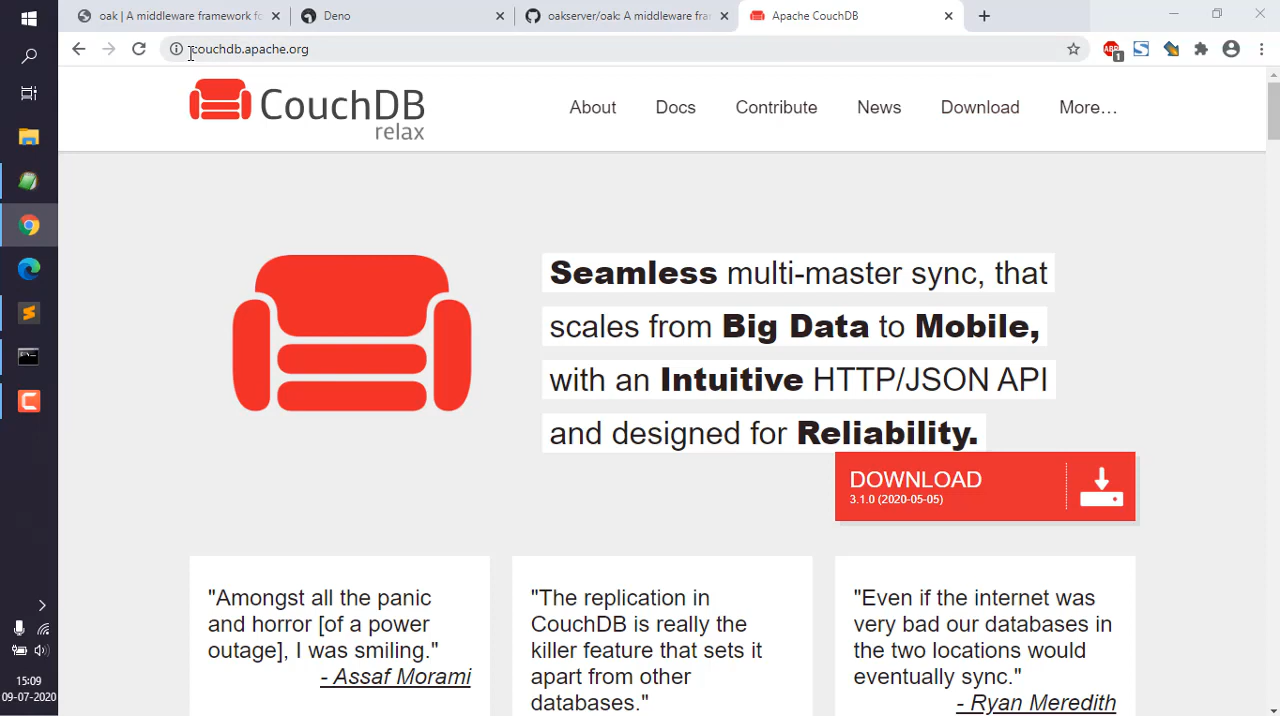 oak | A middleware framework fo
Deno
oakserver/oak: A middleware fra
Apache CouchDB
couchdb.apache.org
1
CouchDB
relax
About
Docs
Contribute
News
Download
More…
Seamless multi-master sync, that
scales from Big Data to Mobile,
with an Intuitive HTTP/JSON API
and designed for Reliability.
DOWNLOAD
3.1.0 (2020-05-05)
"Amongst all the panic
and horror [of a power
outage], I was smiling."
- Assaf Morami
"The replication in
CouchDB is really the
killer feature that sets it
apart from other
databases."
"Even if the internet was
very bad our databases in
the two locations would
eventually sync."
- Ryan Meredith
15:09
09-07-2020